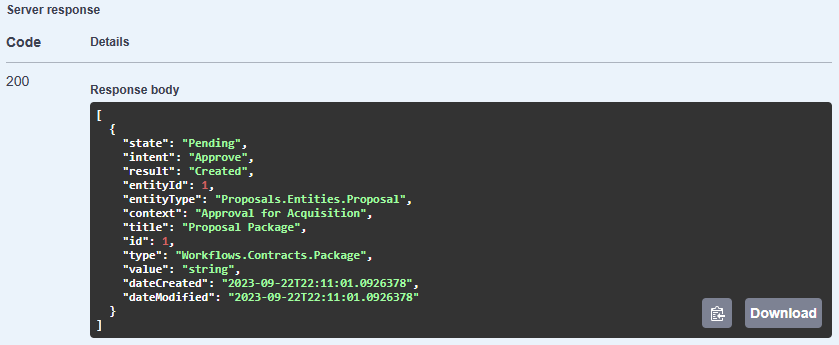 Server response
Code Details
200
Response body
[
  {
    "state": "Pending",
    "intent": "Approve",
    "result": "Created",
    "entityId": 1,
    "entityType": "Proposals.Entities.Proposal",
    "context": "Approval for Acquisition",
    "title": "Proposal Package",
    "id": 1,
    "type": "Workflows.Contracts.Package",
    "value": "string",
    "dateCreated": "2023-09-22T22:11:01.0926378",
    "dateModified": "2023-09-22T22:11:01.0926378"
  }
]
Download